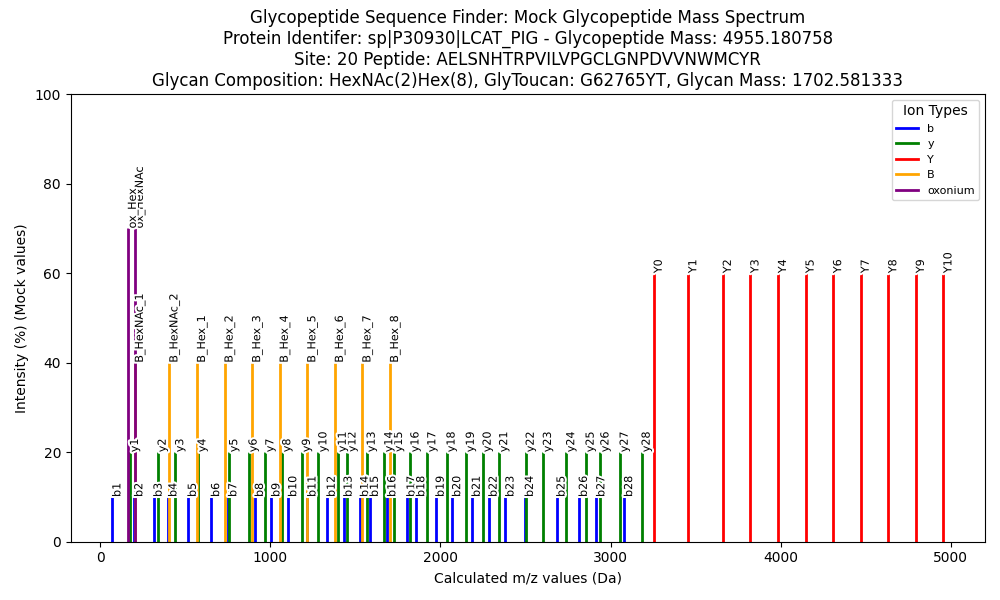 Glycopeptide Sequence Finder: Mock Glycopeptide Mass Spectrum
Protein Identifer: sp|P30930|LCAT_PIG - Glycopeptide Mass: 4955.180758
Site: 20 Peptide: AELSNHTRPVILVPGCLGNPDVVNWMCYR
Glycan Composition: HexNAc(2)Hex(8), GlyToucan: G62765YT, Glycan Mass: 1702.581333
Intensity (%) (Mock values)
100
80
60
40
20
0
Ion Types
b
y
Y
B
oxonium
ox_Hex
ox_HexNAc
Y0
Y1
Y2
Y3
Y4
Y5
Y6
Y7
Y8
Y9
Y10
B_HexNAc_1
B_HexNAc_2
B_Hex_1
B_Hex_2
B_Hex_3
B_Hex_4
B_Hex_5
B_Hex_6
B_Hex_7
B_Hex_8
y1
y2
y3
y4
y5
y6
y7
y8
y9
y10
y11
y12
y13
y14
y15
y16
y17
y18
y19
y20
y21
y22
y23
y24
y25
y26
y27
y28
b1
b2
b3
b4
b5
b6
b7
b8
b9
b10
b11
b12
b13
b14
b15
b16
b17
b18
b19
b20
b21
b22
b23
b24
b25
b26
b27
b28
0
1000
2000
3000
4000
5000
Calculated m/z values (Da)